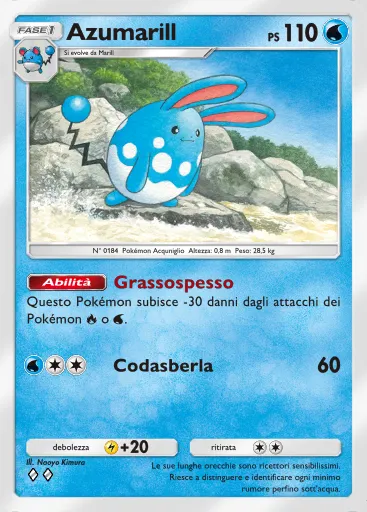 FASE 1
Azumarill
PS 110
Si evolve da Marill
N° 0184 Pokémon Acquniglio Altezza: 0.8 m Peso: 28,5 kg
Abilità Grassospesso
Questo Pokémon subisce -30 danni dagli attacchi dei
Pokémon o .
Codasberla 60
debolezza +20 ritirata
Ill. Naoyo Kimura
Le sue lunghe orecchie sono ricettori sensibilissimi.
Riesce a distinguere e identificare ogni minimo
rumore perfino sott'acqua.